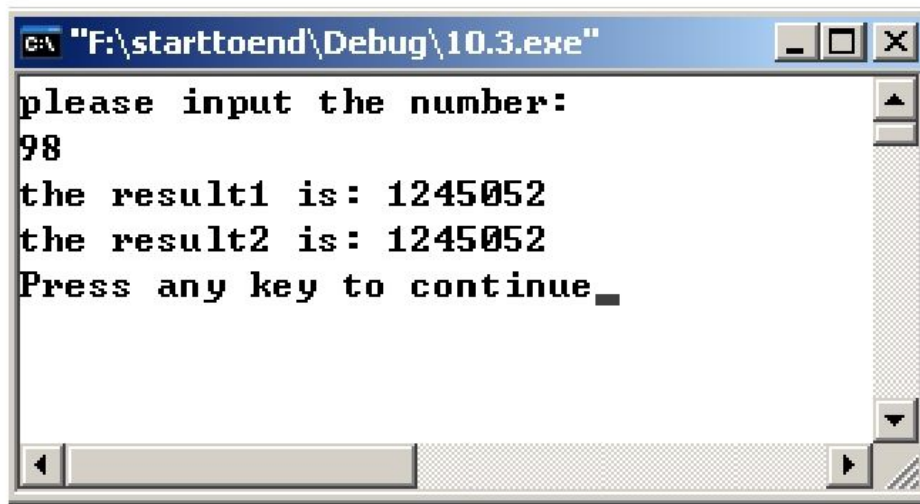 "F:\starttoend\Debug\10.3.exe"
please input the number:
98
the result1 is: 1245052
the result2 is: 1245052
Press any key to continue_